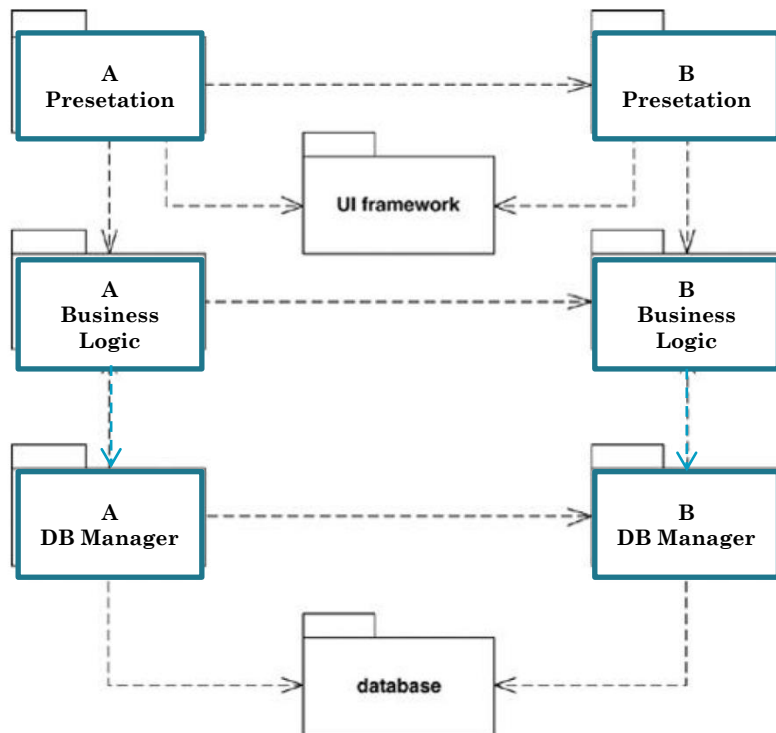 A
Presetation
B
Presetation
UI framework
A
Business
Logic
B
Business
Logic
A
DB Manager
B
DB Manager
database